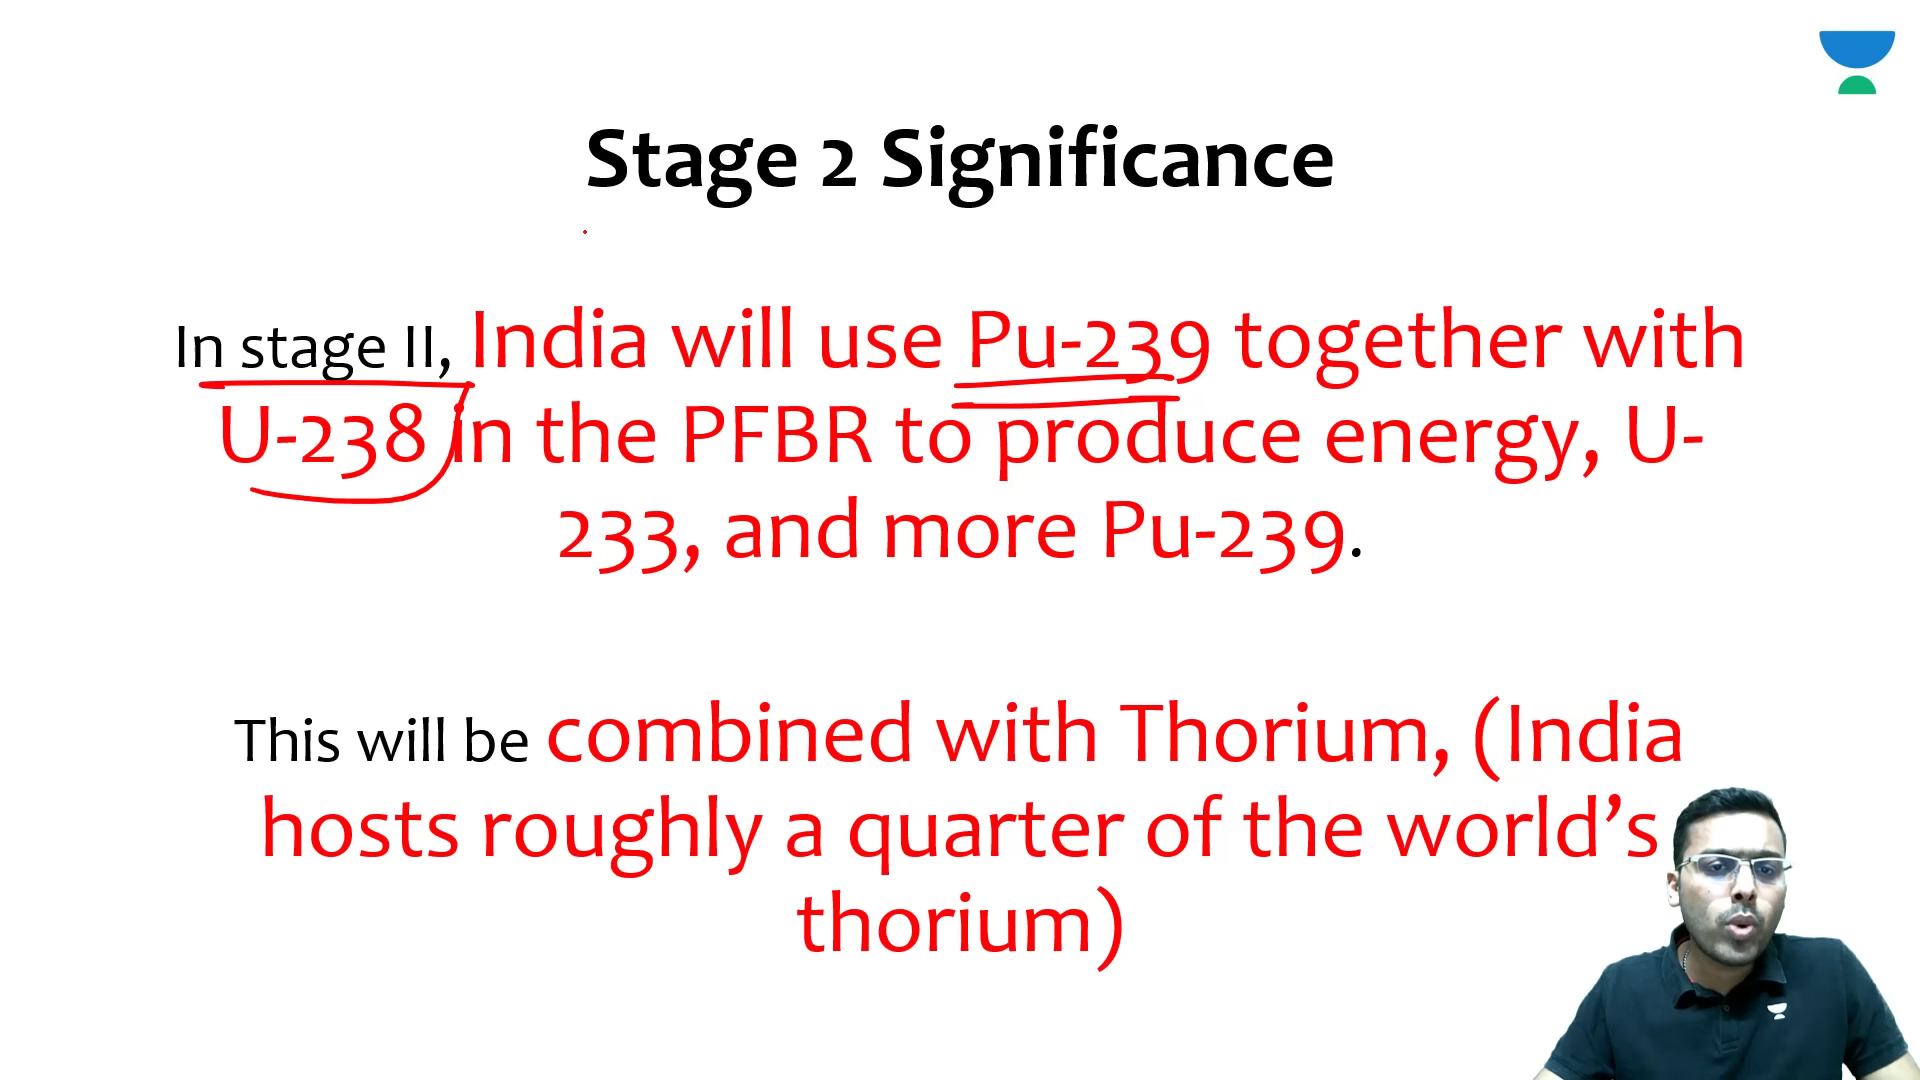 Stage 2 Significance
In stage II, India will use Pu-239 together with
U-238 in the PFBR to produce energy, U-
233, and more Pu-239.
This will be combined with Thorium, (India
hosts roughly a quarter of the world’s
thorium)